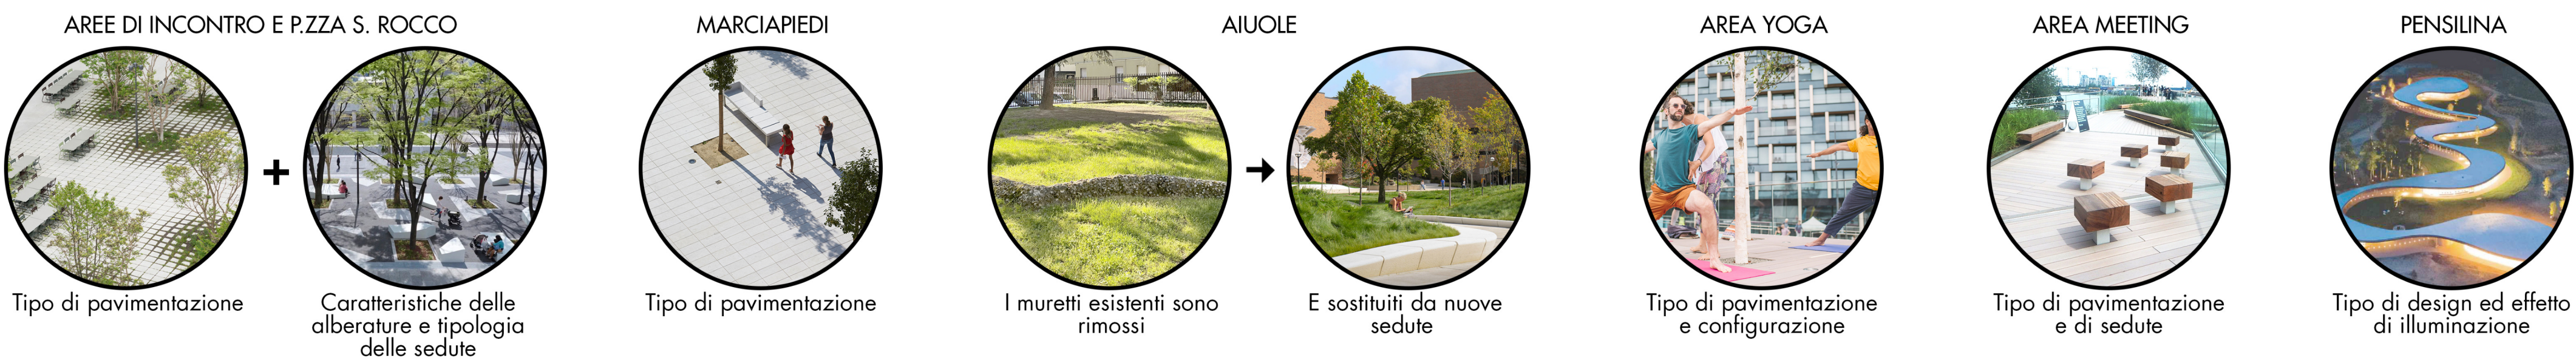 AREE DI INCONTRO E P.ZZA S. ROCCO
Tipo di pavimentazione
Caratteristiche delle
alberature e tipologia
delle sedute
MARCIAPIEDI
Tipo di pavimentazione
AIUOLE
I muretti esistenti sono
rimossi
E sostituiti da nuove
sedute
AREA YOGA
Tipo di pavimentazione
e configurazione
AREA MEETING
Tipo di pavimentazione
e di sedute
PENSILINA
Tipo di design ed effetto
di illuminazione